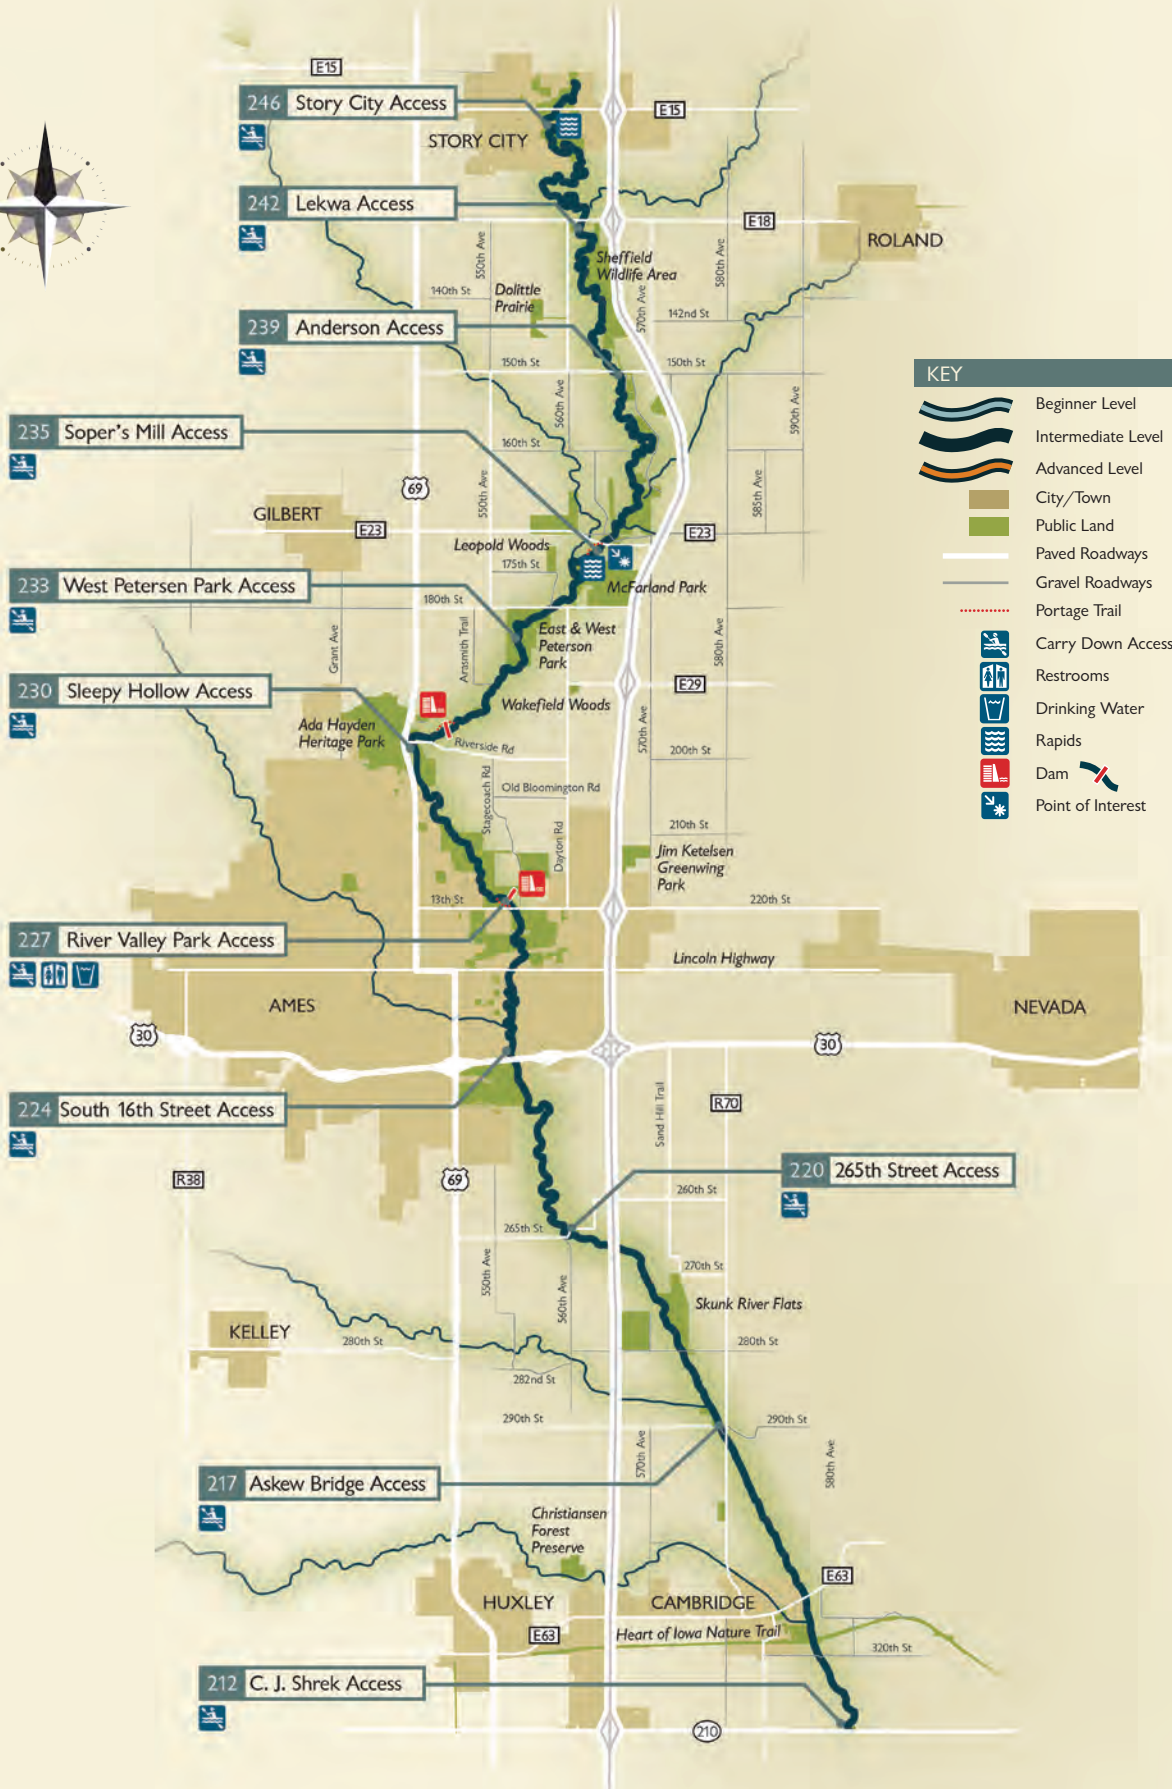 E15
246 Story City Access
E15
STORY CITY
242 Lekwa Access
E18
ROLAND
550th Ave
580th Ave
Sheffield
Wildlife Area
140th St
Dolittle
Prairie
570th Ave
142nd St
239 Anderson Access
150th St
150th St
560th Ave
590th Ave
235 Soper's Mill Access
160th St
69
550th Ave
585th Ave
GILBERT
E23
E23
Leopold Woods
175th St
McFarland Park
233 West Petersen Park Access
180th St
Grant Ave
Arasmith Trail
East & West
Peterson
Park
580th Ave
230 Sleepy Hollow Access
E29
Wakefield Woods
Ada Hayden
Heritage Park
570th Ave
Riverside Rd
200th St
Stagecoach Rd
Old Bloomington Rd
Dayton Rd
210th St
Jim Ketelsen
Greenwing
Park
13th St
220th St
227 River Valley Park Access
Lincoln Highway
AMES
NEVADA
30
30
224 South 16th Street Access
Sand Hill Trail
R70
R38
69
220 265th Street Access
260th St
265th St
550th Ave
560th Ave
270th St
Skunk River Flats
KELLEY
280th St
280th St
282nd St
290th St
290th St
570th Ave
580th Ave
217 Askew Bridge Access
Christiansen
Forest
Preserve
E63
HUXLEY
CAMBRIDGE
E63
Heart of Iowa Nature Trail
320th St
212 C. J. Shrek Access
210
KEY
Beginner Level
Intermediate Level
Advanced Level
City/Town
Public Land
Paved Roadways
Gravel Roadways
Portage Trail
Carry Down Access
Restrooms
Drinking Water
Rapids
Dam
Point of Interest